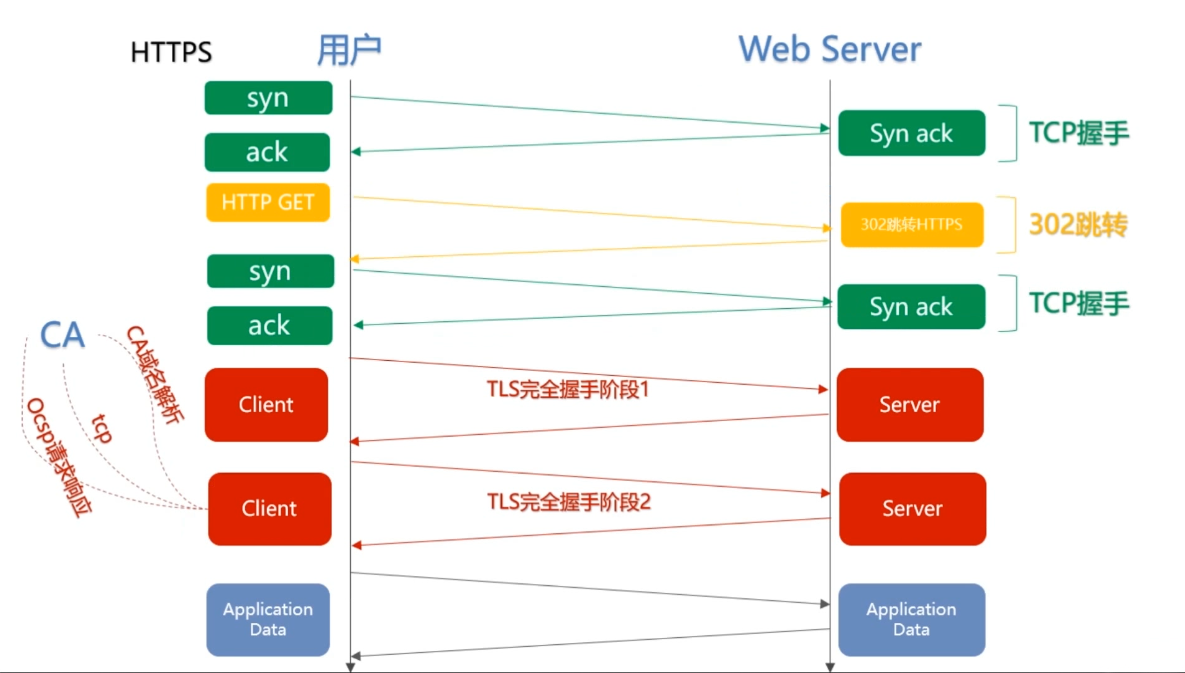 HTTPS
用户
Web Server
syn
Syn ack
TCP握手
ack
HTTP GET
302跳转HTTPS
302跳转
syn
Syn ack
TCP握手
ack
CA
CA域名解析
tcp
Ocsp请求响应
Client
TLS完全握手阶段1
Server
Client
TLS完全握手阶段2
Server
Application
Data
Application
Data